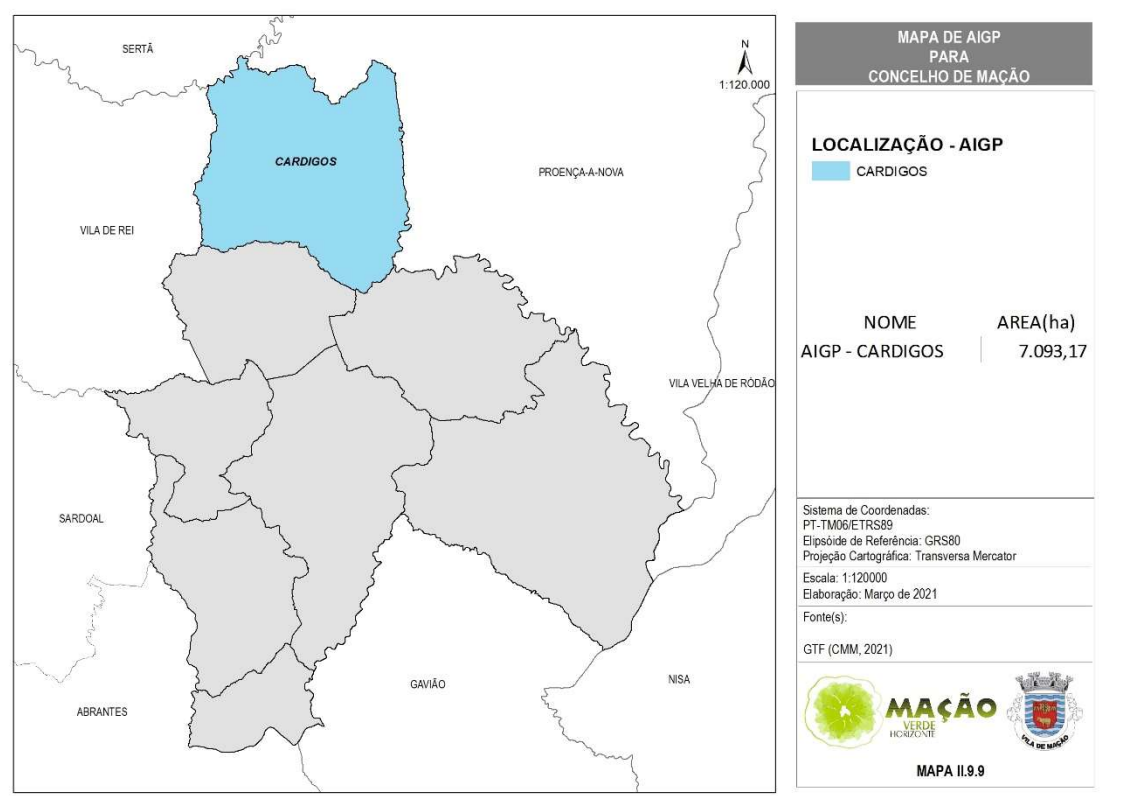 SERTÃ
N
1:120.000
CARDIGOS
PROENÇA-A-NOVA
VILA DE REI
VILA VELHA DE RÓDÃO
SARDOAL
GAVIÃO
NISA
ABRANTES
MAPA DE AIGP
PARA
CONCELHO DE MAÇÃO
LOCALIZAÇÃO - AIGP
CARDIGOS
NOME AREA(ha)
AIGP - CARDIGOS 7.093,17
Sistema de Coordenadas:
PT-TM06/ETRS89
Elipsóide de Referência: GRS80
Projeção Cartográfica: Transversa Mercator
Escala: 1:120000
Elaboração: Março de 2021
Fonte(s):
GTF (CMM, 2021)
MAÇÃO
VERDE
HORIZONTE
VILA DE MAÇÃO
MAPA II.9.9